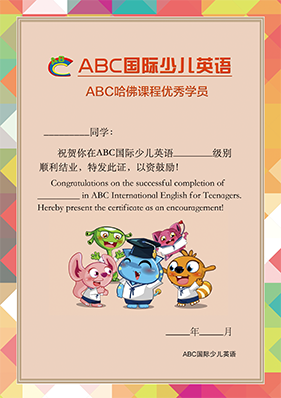 ABC国际少儿英语
ABC哈佛课程优秀学员
_________同学：
祝贺你在ABC国际少儿英语_______级别
顺利结业，特发此证，以资鼓励！
Congratulations on the successful completion of
________ in ABC International English for Teenagers.
Hereby present the certificate as an encouragement!
_____年_____月
ABC国际少儿英语